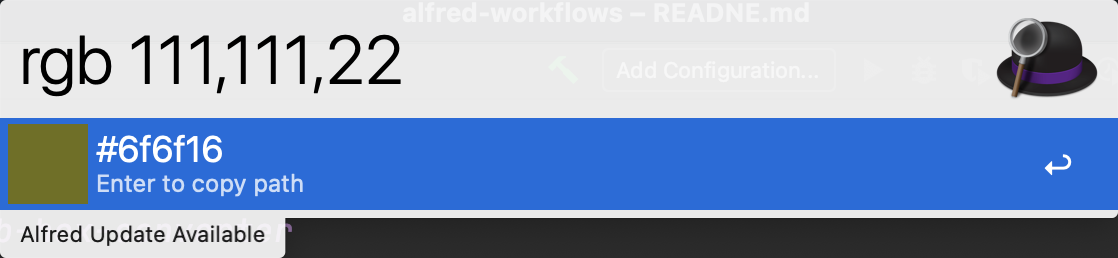 alfred-workflows – READNE.md
rgb 111,111,22
Add Configuration...
#6f6f16
Enter to copy path
Alfred Update Available